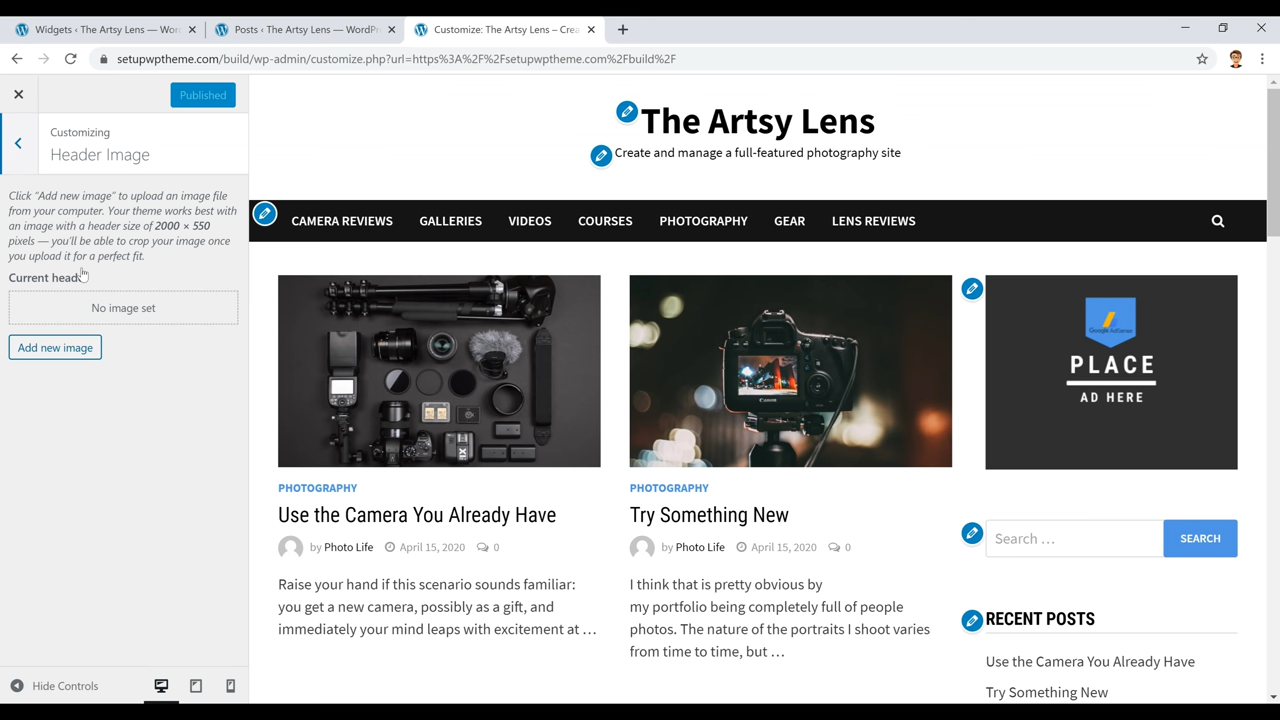 Widgets ‹ The Artsy Lens — Wor
Posts ‹ The Artsy Lens — WordP
Customize: The Artsy Lens – Crea
setupwptheme.com/build/wp-admin/customize.php?url=https%3A%2F%2Fsetupwptheme.com%2Fbuild%2F
Published
Customizing
Header Image
Click “Add new image” to upload an image file
from your computer. Your theme works best with
an image with a header size of 2000 × 550
pixels — you’ll be able to crop your image once
you upload it for a perfect fit.
Current head
No image set
Add new image
Hide Controls
The Artsy Lens
Create and manage a full-featured photography site
CAMERA REVIEWS GALLERIES VIDEOS COURSES PHOTOGRAPHY GEAR LENS REVIEWS
PHOTOGRAPHY
Use the Camera You Already Have
by Photo Life April 15, 2020 0
Raise your hand if this scenario sounds familiar:
you get a new camera, possibly as a gift, and
immediately your mind leaps with excitement at …
Canon
PHOTOGRAPHY
Try Something New
by Photo Life April 15, 2020 0
I think that is pretty obvious by
my portfolio being completely full of people
photos. The nature of the portraits I shoot varies
from time to time, but …
Google AdSense
PLACE
AD HERE
Search …
SEARCH
RECENT POSTS
Use the Camera You Already Have
Try Something New